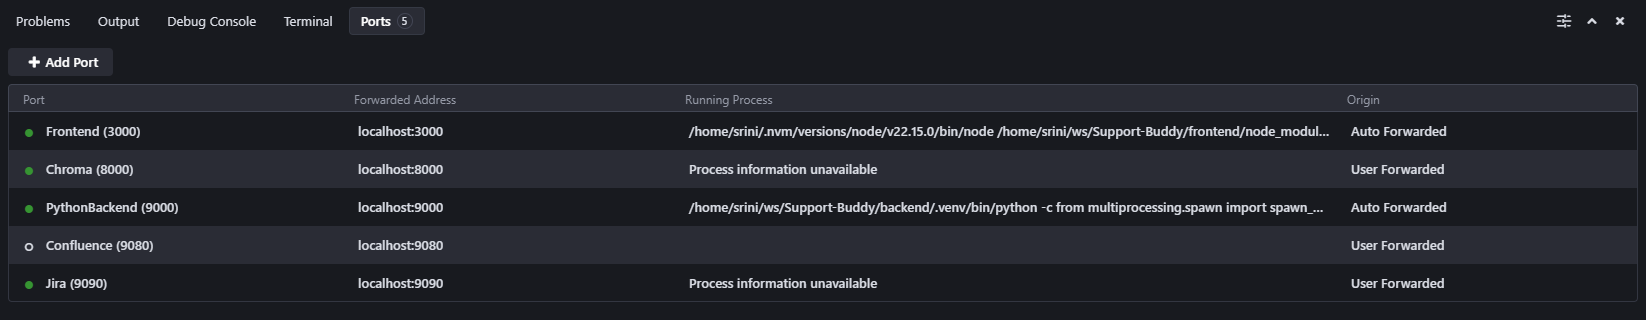 Problems Output Debug Console Terminal Ports 5
Add Port
Port Forwarded Address Running Process Origin
Frontend (3000) localhost:3000 /home/srini/.nvm/versions/node/v22.15.0/bin/node /home/srini/ws/Support-Buddy/frontend/node_modul... Auto Forwarded
Chroma (8000) localhost:8000 Process information unavailable User Forwarded
PythonBackend (9000) localhost:9000 /home/srini/ws/Support-Buddy/backend/.venv/bin/python -c from multiprocessing.spawn import spawn_... Auto Forwarded
Confluence (9080) localhost:9080 User Forwarded
Jira (9090) localhost:9090 Process information unavailable User Forwarded